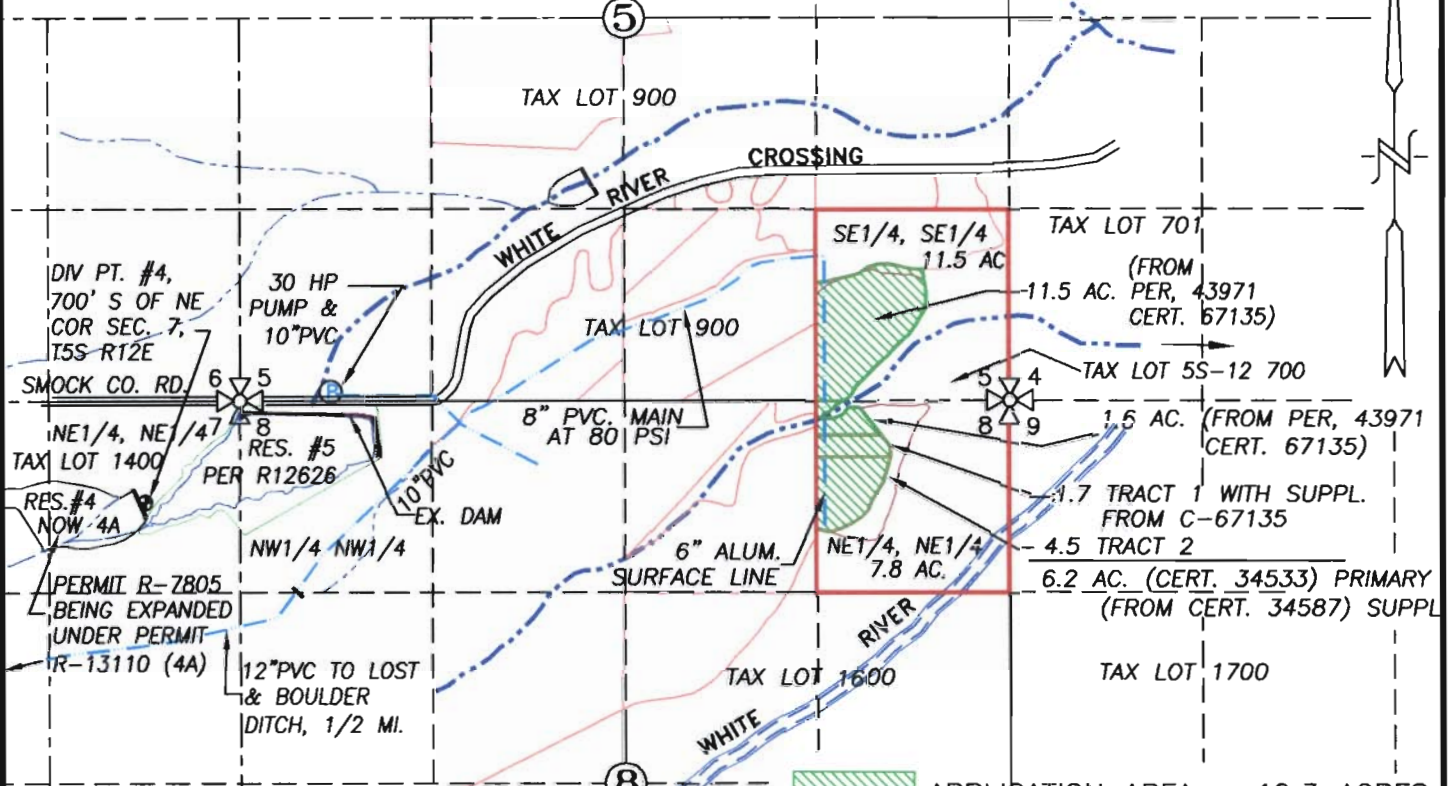 5
TAX LOT 900
WHITE RIVER CROSSING
SE1/4, SE1/4
11.5 AC
TAX LOT 701
(FROM
11.5 AC. PER, 43971
CERT. 67135)
DIV PT. #4,
700' S OF NE
COR SEC. 7,
T5S R12E
30 HP
PUMP &
10"PVC
TAX LOT 900
P
SMOCK CO. RD.
6 5
7 8
5 4
8 9
TAX LOT 5S-12 700
8" PVC. MAIN
AT 80 PSI
NE1/4, NE1/4
TAX LOT 1400
RES. #5
PER R12626
10"PVC
EX. DAM
RES.#4
NOW 4A
NW1/4 NW1/4
1.6 AC. (FROM PER, 43971
CERT. 67135)
1.7 TRACT 1 WITH SUPPL.
FROM C-67135
4.5 TRACT 2
6.2 AC. (CERT. 34533) PRIMARY
(FROM CERT. 34587) SUPPL
6" ALUM.
SURFACE LINE
NE1/4, NE1/4
7.8 AC.
PERMIT R-7805
BEING EXPANDED
UNDER PERMIT
R-13110 (4A)
12"PVC TO LOST
& BOULDER
DITCH, 1/2 MI.
WHITE RIVER
TAX LOT 1600
TAX LOT 1700
8
N